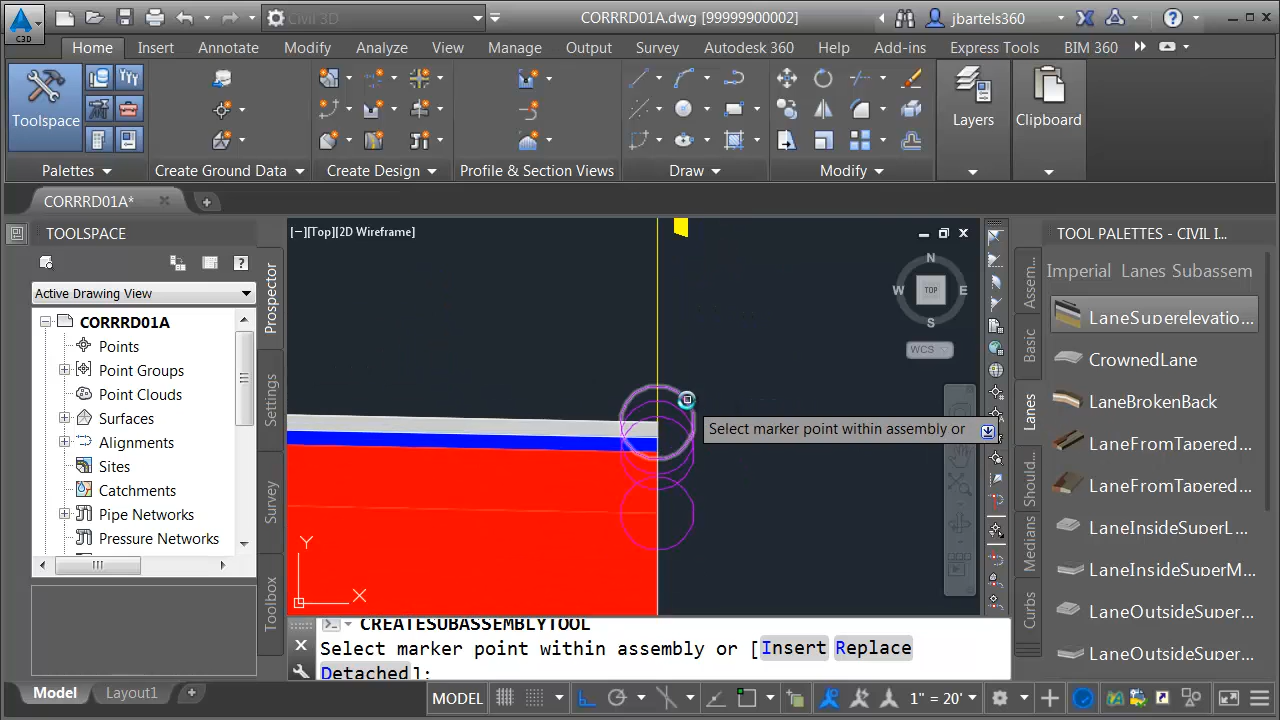 Civil 3D
CORRRD01A.dwg [99999900002]
jbartels360
C3D
Home Insert Annotate Modify Analyze View Manage Output Survey Autodesk 360 Help Add-ins Express Tools BIM 360
Toolspace
Layers
Clipboard
Palettes
Create Ground Data
Create Design
Profile & Section Views
Draw
Modify
CORRRD01A*
TOOLSPACE
Active Drawing View
CORRRD01A
Points
Point Groups
Point Clouds
Surfaces
Alignments
Sites
Catchments
Pipe Networks
Pressure Networks
Prospector
Settings
Survey
Toolbox
[−][Top][2D Wireframe]
N
W TOP E
S
WCS
Select marker point within assembly or
Y
X
CREATESUBASSEMBLYTOOL
Select marker point within assembly or [Insert Replace
Detached]:
TOOL PALETTES - CIVIL I...
Imperial Lanes Subassem
LaneSuperelevatio...
CrownedLane
LaneBrokenBack
LaneFromTapered...
LaneFromTapered...
LaneInsideSuperL...
LaneInsideSuperM...
LaneOutsideSuper...
LaneOutsideSuper...
Assem...
Basic
Lanes
Should...
Medians
Curbs
Model Layout1
MODEL
1" = 20'